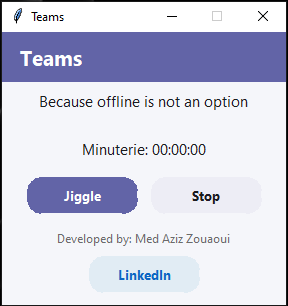 Teams
Teams
Because offline is not an option
Minuterie: 00:00:00
Jiggle Stop
Developed by: Med Aziz Zouaoui
LinkedIn